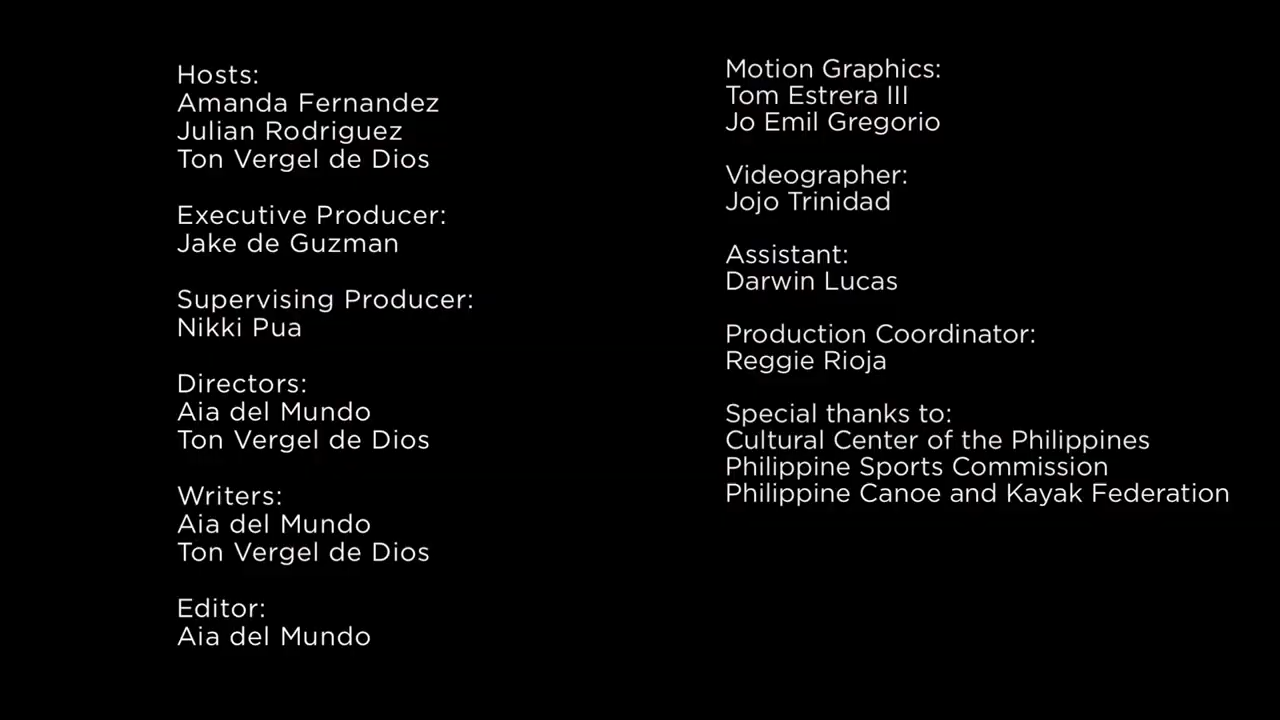 Hosts:
Amanda Fernandez
Julian Rodriguez
Ton Vergel de Dios
Executive Producer:
Jake de Guzman
Supervising Producer:
Nikki Pua
Directors:
Aia del Mundo
Ton Vergel de Dios
Writers:
Aia del Mundo
Ton Vergel de Dios
Editor:
Aia del Mundo
Motion Graphics:
Tom Estrera III
Jo Emil Gregorio
Videographer:
Jojo Trinidad
Assistant:
Darwin Lucas
Production Coordinator:
Reggie Rioja
Special thanks to:
Cultural Center of the Philippines
Philippine Sports Commission
Philippine Canoe and Kayak Federation